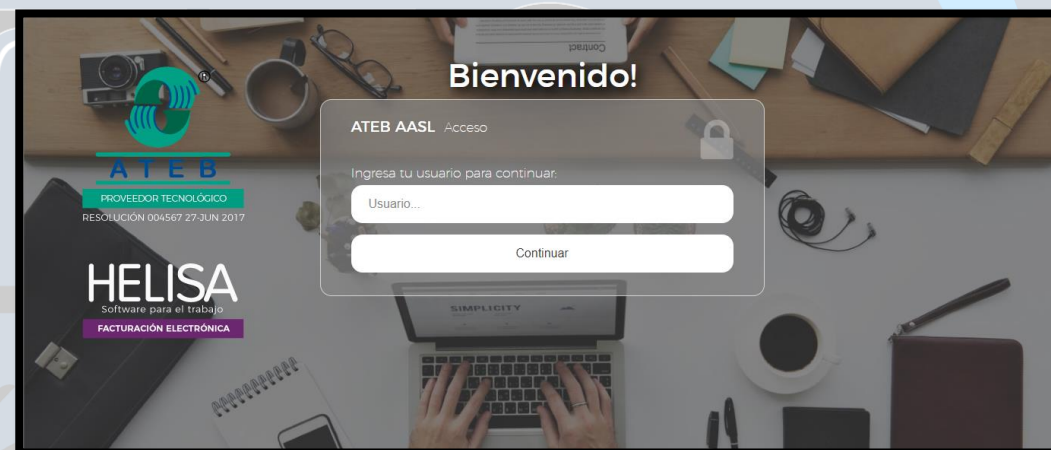 Contract
Bienvenido!
®
ATEB
PROVEEDOR TECNOLÓGICO
RESOLUCIÓN 004567 27-JUN 2017
HELISA
Software para el trabajo
FACTURACIÓN ELECTRÓNICA
ATEB AASL Acceso
Ingresa tu usuario para continuar:
Usuario...
Continuar
SIMPLICITY